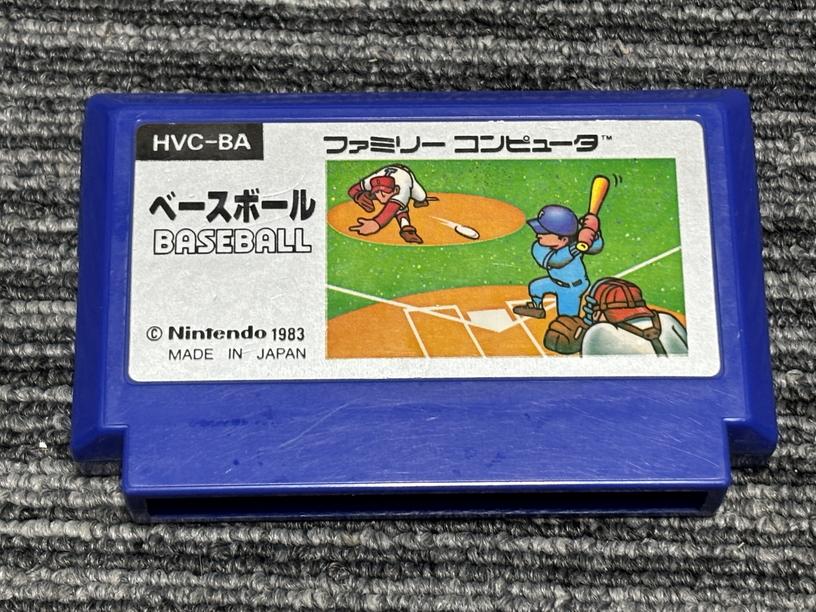 HVC-BA
ファミリー コンピュータ™
ベースボール
BASEBALL
© Nintendo 1983
MADE IN JAPAN